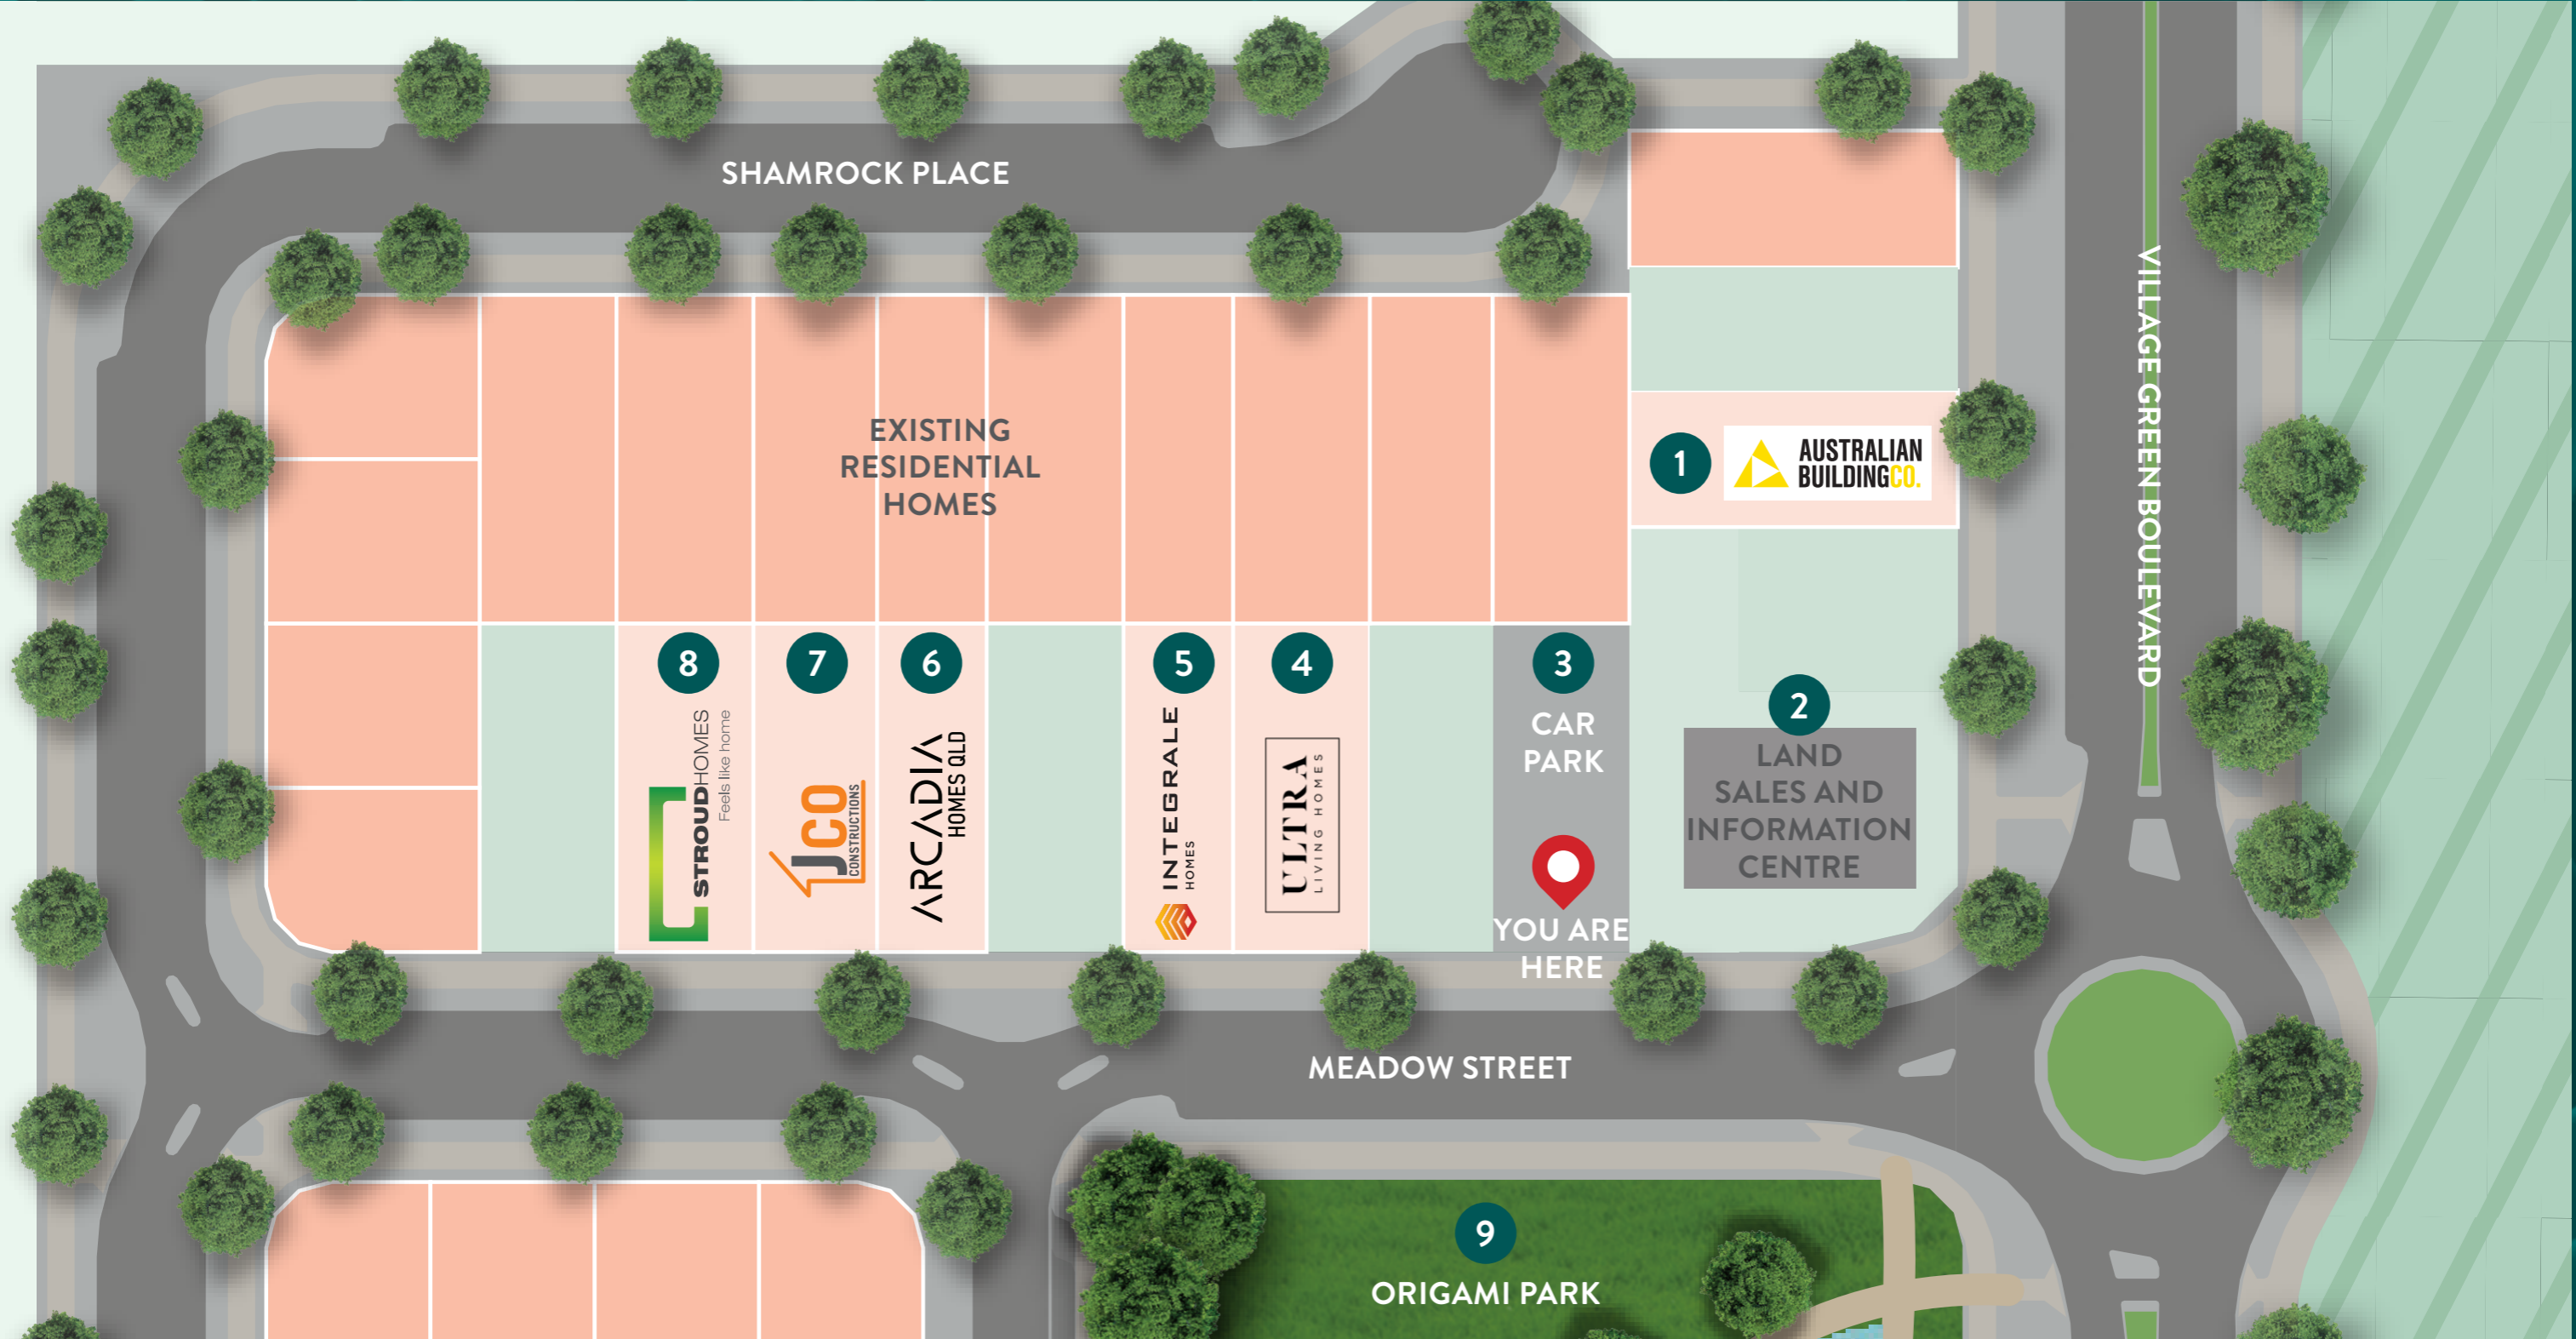 SHAMROCK PLACE
VILLAGE GREEN BOULEVARD
EXISTING
RESIDENTIAL
HOMES
1
AUSTRALIAN
BUILDINGCO.
8
STROUDHOMES
Feels like home
7
JCO
CONSTRUCTIONS
6
ARCADIA
HOMES QLD
5
INTEGRALE
HOMES
4
ULTRA
LIVING HOMES
3
CAR
PARK
YOU ARE
HERE
2
LAND
SALES AND
INFORMATION
CENTRE
MEADOW STREET
9
ORIGAMI PARK